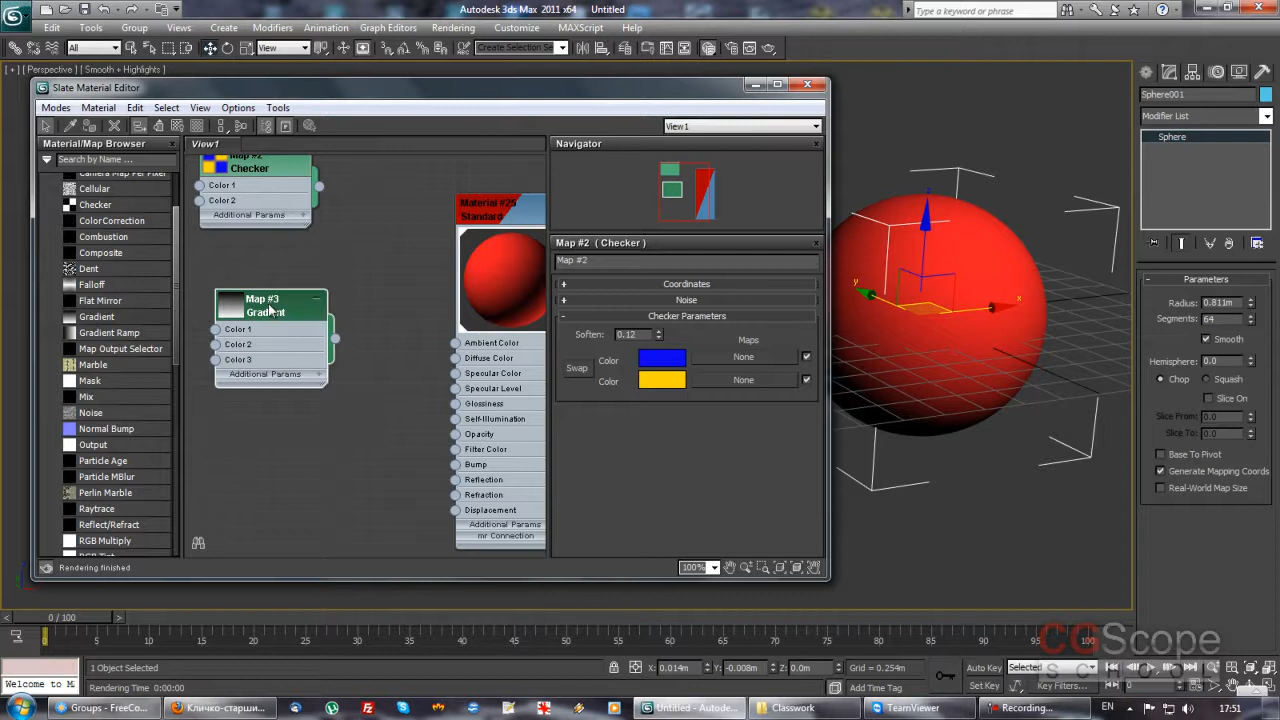 Autodesk 3ds Max 2011 x64 Untitled
Type a keyword or phrase
Edit Tools Group Views Create Modifiers Animation Graph Editors Rendering Customize MAXScript Help
All View Create Selection Se
[ + ] [ Perspective ] [ Smooth + Highlights ]
Slate Material Editor
Modes Material Edit Select View Options Tools
View1
Material/Map Browser
Search by Name ...
Camera Map Per Pixel
Cellular
Checker
ColorCorrection
Combustion
Composite
Dent
Falloff
Flat Mirror
Gradient
Gradient Ramp
Map Output Selector
Marble
Mask
Mix
Noise
Normal Bump
Output
Particle Age
Particle MBlur
Perlin Marble
Raytrace
Reflect/Refract
RGB Multiply
RGB Tint
View1
Map #2
Checker
Color 1
Color 2
Additional Params +
Map #3
Gradient
Color 1
Color 2
Color 3
Additional Params +
Material #25
Standard
Ambient Color
Diffuse Color
Specular Color
Specular Level
Glossiness
Self-Illumination
Opacity
Filter Color
Bump
Reflection
Refraction
Displacement
Additional Params
mr Connection
Navigator
Map #2 ( Checker )
Map #2
+ Coordinates
+ Noise
- Checker Parameters
Soften: 0.12 Maps
Swap Color None
Color None
Rendering finished
100%
z
y
x
Sphere001
Modifier List
Sphere
- Parameters
Radius: 0.811m
Segments: 64
Smooth
Hemisphere: 0.0
Chop Squash
Slice On
Slice From: 0.0
Slice To: 0.0
Base To Pivot
Generate Mapping Coords
Real-World Map Size
< 0 / 100 >
0 5 10 15 20 25 30 35 40 45 50 55 60 65 70 75 80 85 90 95 100
CGScope
SCHOOL
1 Object Selected X: 0.014m Y: -0.008m Z: 0.0m Grid = 0.254m Auto Key Selected
Welcome to M
Rendering Time: 0:00:00 Add Time Tag Set Key Key Filters... 0
Groups - FreeCo... Кличко-старши... Untitled - Autode... Classwork TeamViewer Recording... EN 17:51